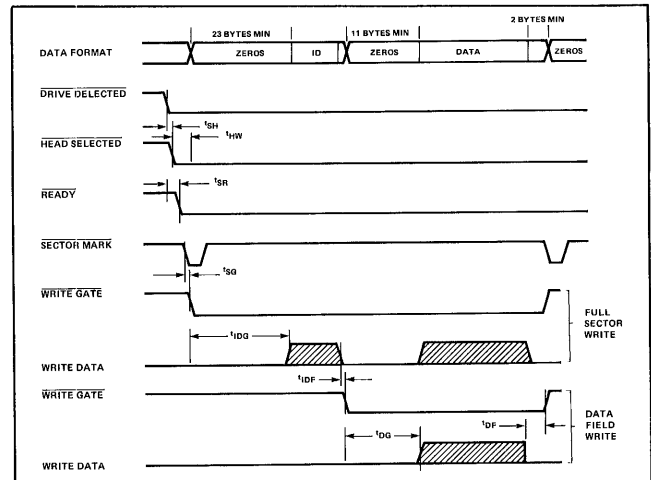 23 BYTES MIN 11 BYTES MIN 2 BYTES MIN
DATA FORMAT ZEROS ID ZEROS DATA ZEROS
DRIVE DELECTED
tSH
tHW
HEAD SELECTED
tSR
READY
SECTOR MARK
tSG
WRITE GATE
FULL
SECTOR
WRITE
tIDG
WRITE DATA
tIDF
WRITE GATE
DATA
FIELD
WRITE
tDG
tDF
WRITE DATA